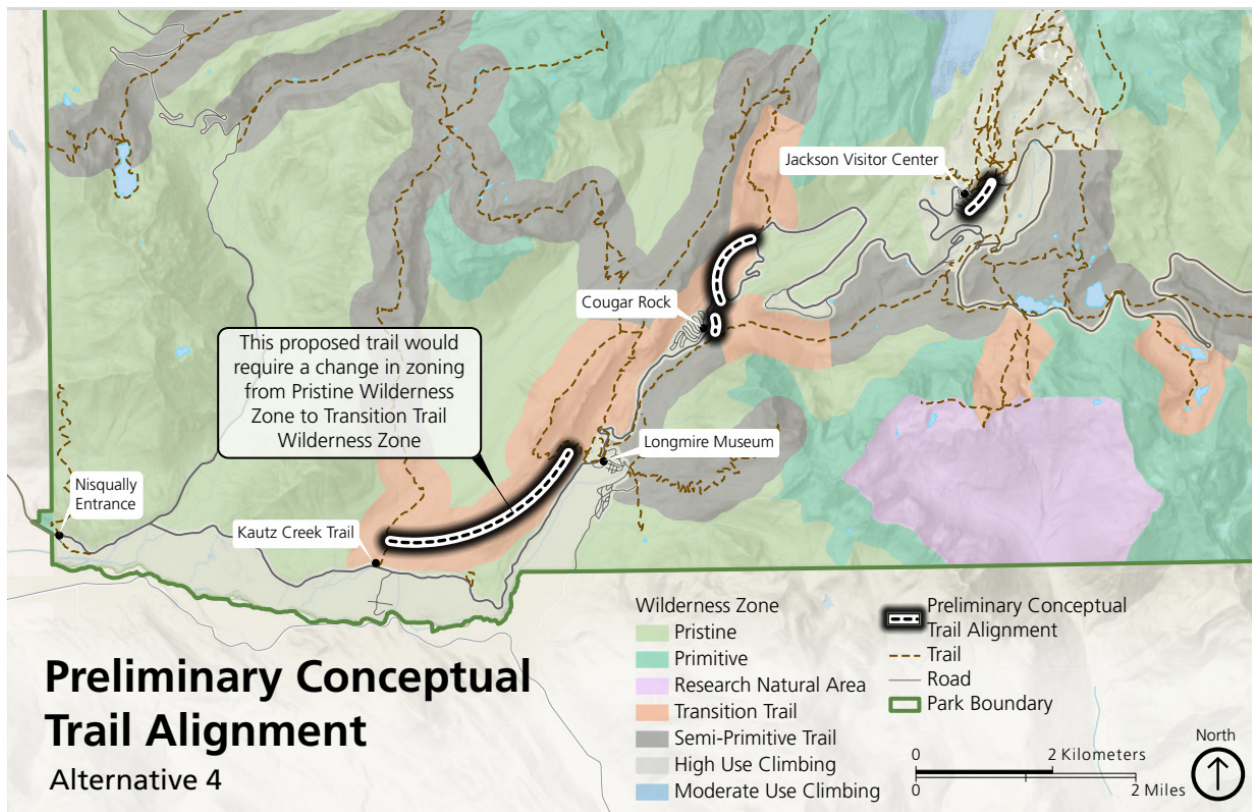 Jackson Visitor Center
Cougar Rock
This proposed trail would
require a change in zoning
from Pristine Wilderness
Zone to Transition Trail
Wilderness Zone
Longmire Museum
Nisqually
Entrance
Kautz Creek Trail
Preliminary Conceptual
Trail Alignment
Alternative 4
Wilderness Zone
Pristine
Primitive
Research Natural Area
Transition Trail
Semi-Primitive Trail
High Use Climbing
Moderate Use Climbing
Preliminary Conceptual
Trail Alignment
Trail
Road
Park Boundary
0 2 Kilometers
0 2 Miles
North